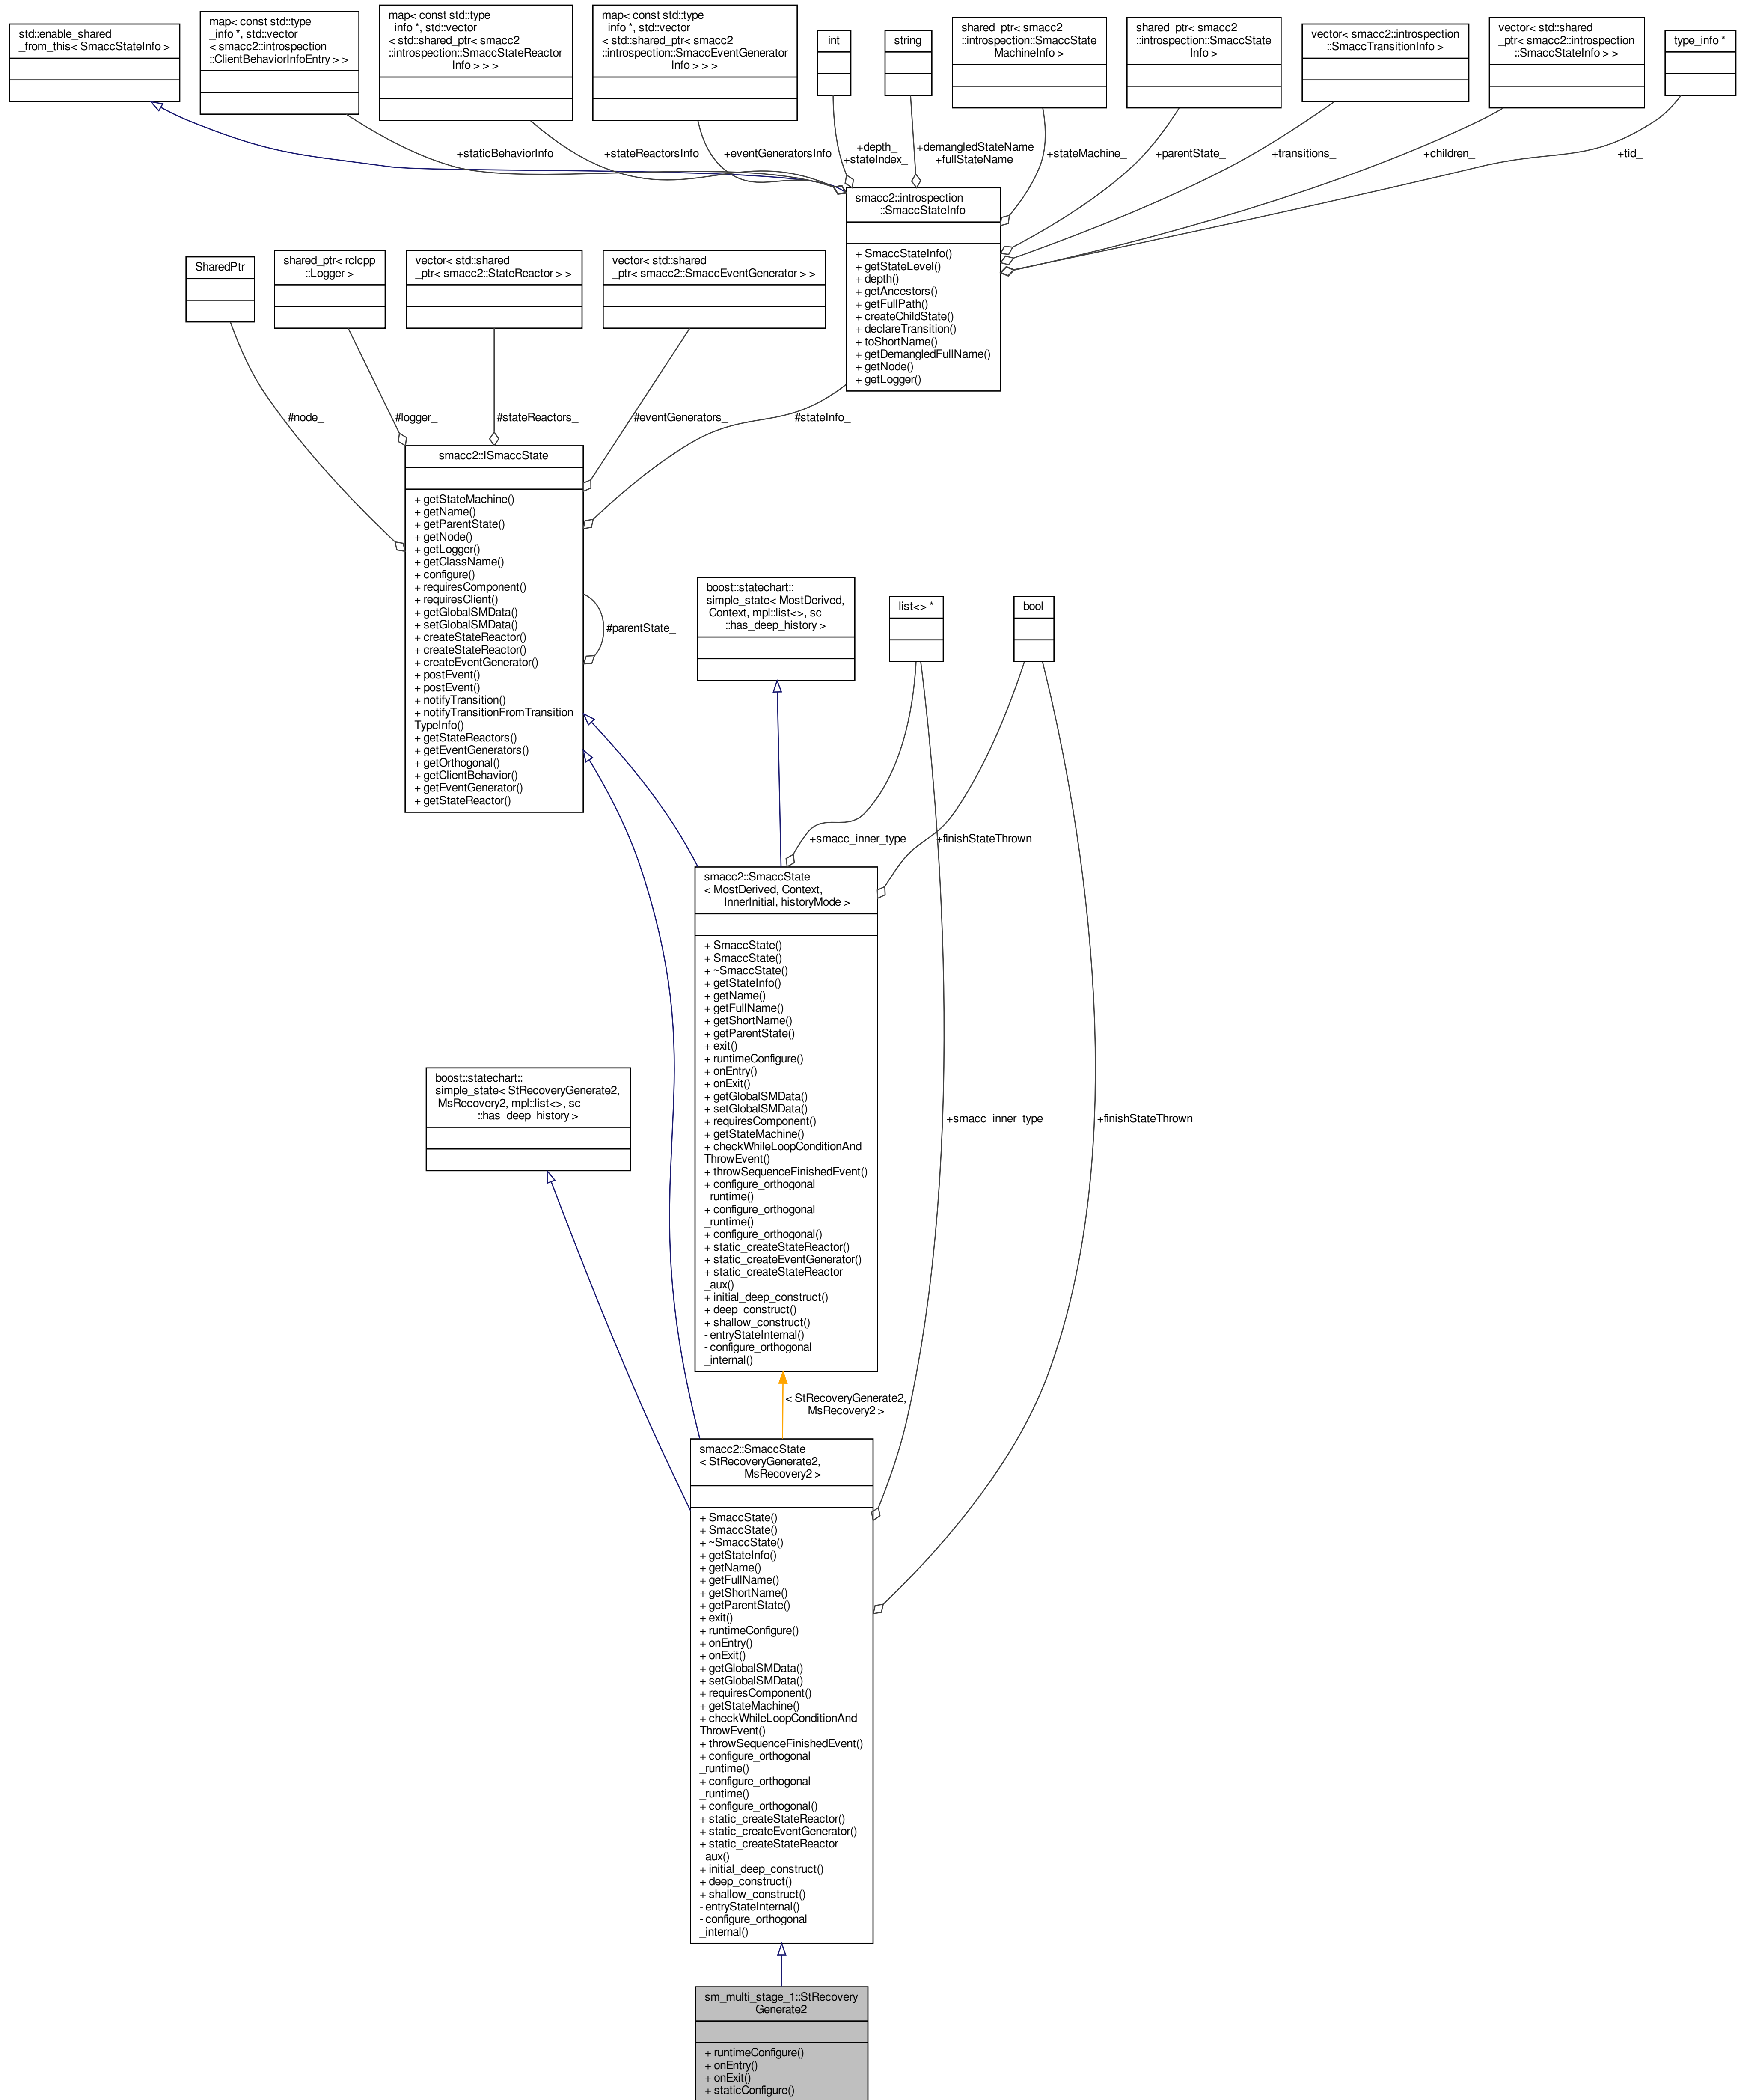 std::enable_shared
_from_this< SmaccStateInfo >
map< const std::type
_info *, std::vector
< smacc2::introspection
::ClientBehaviorInfoEntry > >
map< const std::type
_info *, std::vector
< std::shared_ptr< smacc2
::introspection::SmaccStateReactor
Info > > >
map< const std::type
_info *, std::vector
< std::shared_ptr< smacc2
::introspection::SmaccEventGenerator
Info > > >
int
string
shared_ptr< smacc2
::introspection::SmaccState
MachineInfo >
shared_ptr< smacc2
::introspection::SmaccState
Info >
vector< smacc2::introspection
::SmaccTransitionInfo >
vector< std::shared
_ptr< smacc2::introspection
::SmaccStateInfo > >
type_info *
+staticBehaviorInfo
+stateReactorsInfo
+eventGeneratorsInfo
+depth_
+stateIndex_
+demangledStateName
+fullStateName
+stateMachine_
+parentState_
+transitions_
+children_
+tid_
smacc2::introspection
::SmaccStateInfo
+ SmaccStateInfo()
+ getStateLevel()
+ depth()
+ getAncestors()
+ getFullPath()
+ createChildState()
+ declareTransition()
+ toShortName()
+ getDemangledFullName()
+ getNode()
+ getLogger()
SharedPtr
shared_ptr< rclcpp
::Logger >
vector< std::shared
_ptr< smacc2::StateReactor > >
vector< std::shared
_ptr< smacc2::SmaccEventGenerator > >
#node_
#logger_
#stateReactors_
#eventGenerators_
#stateInfo_
smacc2::ISmaccState
+ getStateMachine()
+ getName()
+ getParentState()
+ getNode()
+ getLogger()
+ getClassName()
+ configure()
+ requiresComponent()
+ requiresClient()
+ getGlobalSMData()
+ setGlobalSMData()
+ createStateReactor()
+ createStateReactor()
+ createEventGenerator()
+ postEvent()
+ postEvent()
+ notifyTransition()
+ notifyTransitionFromTransition
TypeInfo()
+ getStateReactors()
+ getEventGenerators()
+ getOrthogonal()
+ getClientBehavior()
+ getEventGenerator()
+ getStateReactor()
#parentState_
boost::statechart::
simple_state< MostDerived,
Context, mpl::list<>, sc
::has_deep_history >
list<> *
bool
+smacc_inner_type
+finishStateThrown
smacc2::SmaccState
< MostDerived, Context,
InnerInitial, historyMode >
+ SmaccState()
+ SmaccState()
+ ~SmaccState()
+ getStateInfo()
+ getName()
+ getFullName()
+ getShortName()
+ getParentState()
+ exit()
+ runtimeConfigure()
+ onEntry()
+ onExit()
+ getGlobalSMData()
+ setGlobalSMData()
+ requiresComponent()
+ getStateMachine()
+ checkWhileLoopConditionAnd
ThrowEvent()
+ throwSequenceFinishedEvent()
+ configure_orthogonal
_runtime()
+ configure_orthogonal
_runtime()
+ configure_orthogonal()
+ static_createStateReactor()
+ static_createEventGenerator()
+ static_createStateReactor
_aux()
+ initial_deep_construct()
+ deep_construct()
+ shallow_construct()
- entryStateInternal()
- configure_orthogonal
_internal()
boost::statechart::
simple_state< StRecoveryGenerate2,
MsRecovery2, mpl::list<>, sc
::has_deep_history >
+smacc_inner_type
+finishStateThrown
< StRecoveryGenerate2,
MsRecovery2 >
smacc2::SmaccState
< StRecoveryGenerate2,
MsRecovery2 >
+ SmaccState()
+ SmaccState()
+ ~SmaccState()
+ getStateInfo()
+ getName()
+ getFullName()
+ getShortName()
+ getParentState()
+ exit()
+ runtimeConfigure()
+ onEntry()
+ onExit()
+ getGlobalSMData()
+ setGlobalSMData()
+ requiresComponent()
+ getStateMachine()
+ checkWhileLoopConditionAnd
ThrowEvent()
+ throwSequenceFinishedEvent()
+ configure_orthogonal
_runtime()
+ configure_orthogonal
_runtime()
+ configure_orthogonal()
+ static_createStateReactor()
+ static_createEventGenerator()
+ static_createStateReactor
_aux()
+ initial_deep_construct()
+ deep_construct()
+ shallow_construct()
- entryStateInternal()
- configure_orthogonal
_internal()
sm_multi_stage_1::StRecovery
Generate2
+ runtimeConfigure()
+ onEntry()
+ onExit()
+ staticConfigure()